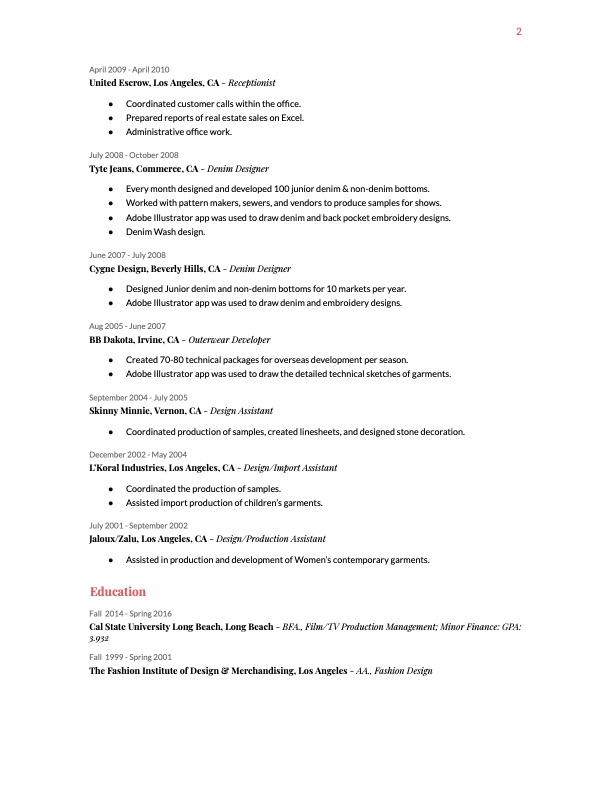 2
April 2009 - April 2010
United Escrow, Los Angeles, CA – Receptionist
● Coordinated customer calls within the office.
● Prepared reports of real estate sales on Excel.
● Administrative office work.
July 2008 - October 2008
Tyte Jeans, Commerce, CA – Denim Designer
● Every month designed and developed 100 junior denim & non-denim bottoms.
● Worked with pattern makers, sewers, and vendors to produce samples for shows.
● Adobe Illustrator app was used to draw denim and back pocket embroidery designs.
● Denim Wash design.
June 2007 - July 2008
Cygne Design, Beverly Hills, CA – Denim Designer
● Designed Junior denim and non-denim bottoms for 10 markets per year.
● Adobe Illustrator app was used to draw denim and embroidery designs.
Aug 2005 - June 2007
BB Dakota, Irvine, CA – Outerwear Developer
● Created 70-80 technical packages for overseas development per season.
● Adobe Illustrator app was used to draw the detailed technical sketches of garments.
September 2004 - July 2005
Skinny Minnie, Vernon, CA – Design Assistant
● Coordinated production of samples, created linesheets, and designed stone decoration.
December 2002 - May 2004
L’Koral Industries, Los Angeles, CA – Design/Import Assistant
● Coordinated the production of samples.
● Assisted import production of children’s garments.
July 2001 - September 2002
Jaloux/Zalu, Los Angeles, CA – Design/Production Assistant
● Assisted in production and development of Women’s contemporary garments.
Education
Fall 2014 - Spring 2016
Cal State University Long Beach, Long Beach – BFA., Film/TV Production Management; Minor Finance: GPA:
3.932
Fall 1999 - Spring 2001
The Fashion Institute of Design & Merchandising, Los Angeles – AA., Fashion Design